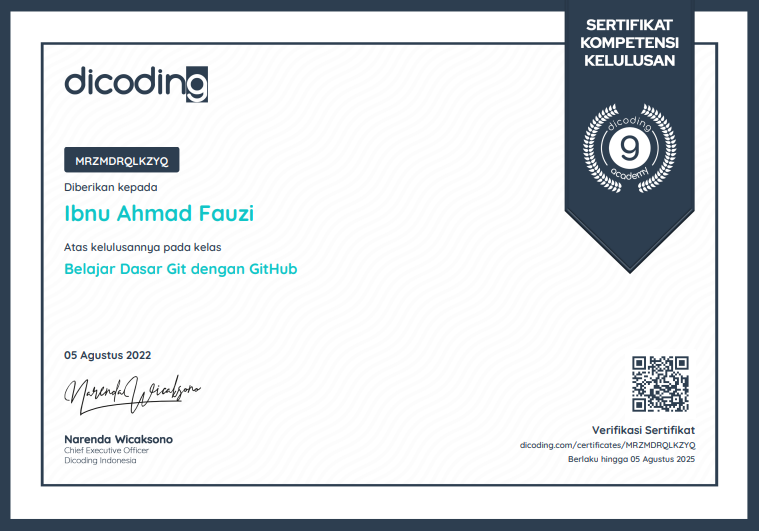 SERTIFIKAT
KOMPETENSI
KELULUSAN
dicoding
dicoding
9
academy
MRZMDRQLKZYQ
Diberikan kepada
Ibnu Ahmad Fauzi
Atas kelulusannya pada kelas
Belajar Dasar Git dengan GitHub
05 Agustus 2022
Narenda Wicaksono
Narenda Wicaksono
Chief Executive Officer
Dicoding Indonesia
Verifikasi Sertifikat
dicoding.com/certificates/MRZMDRQLKZYQ
Berlaku hingga 05 Agustus 2025